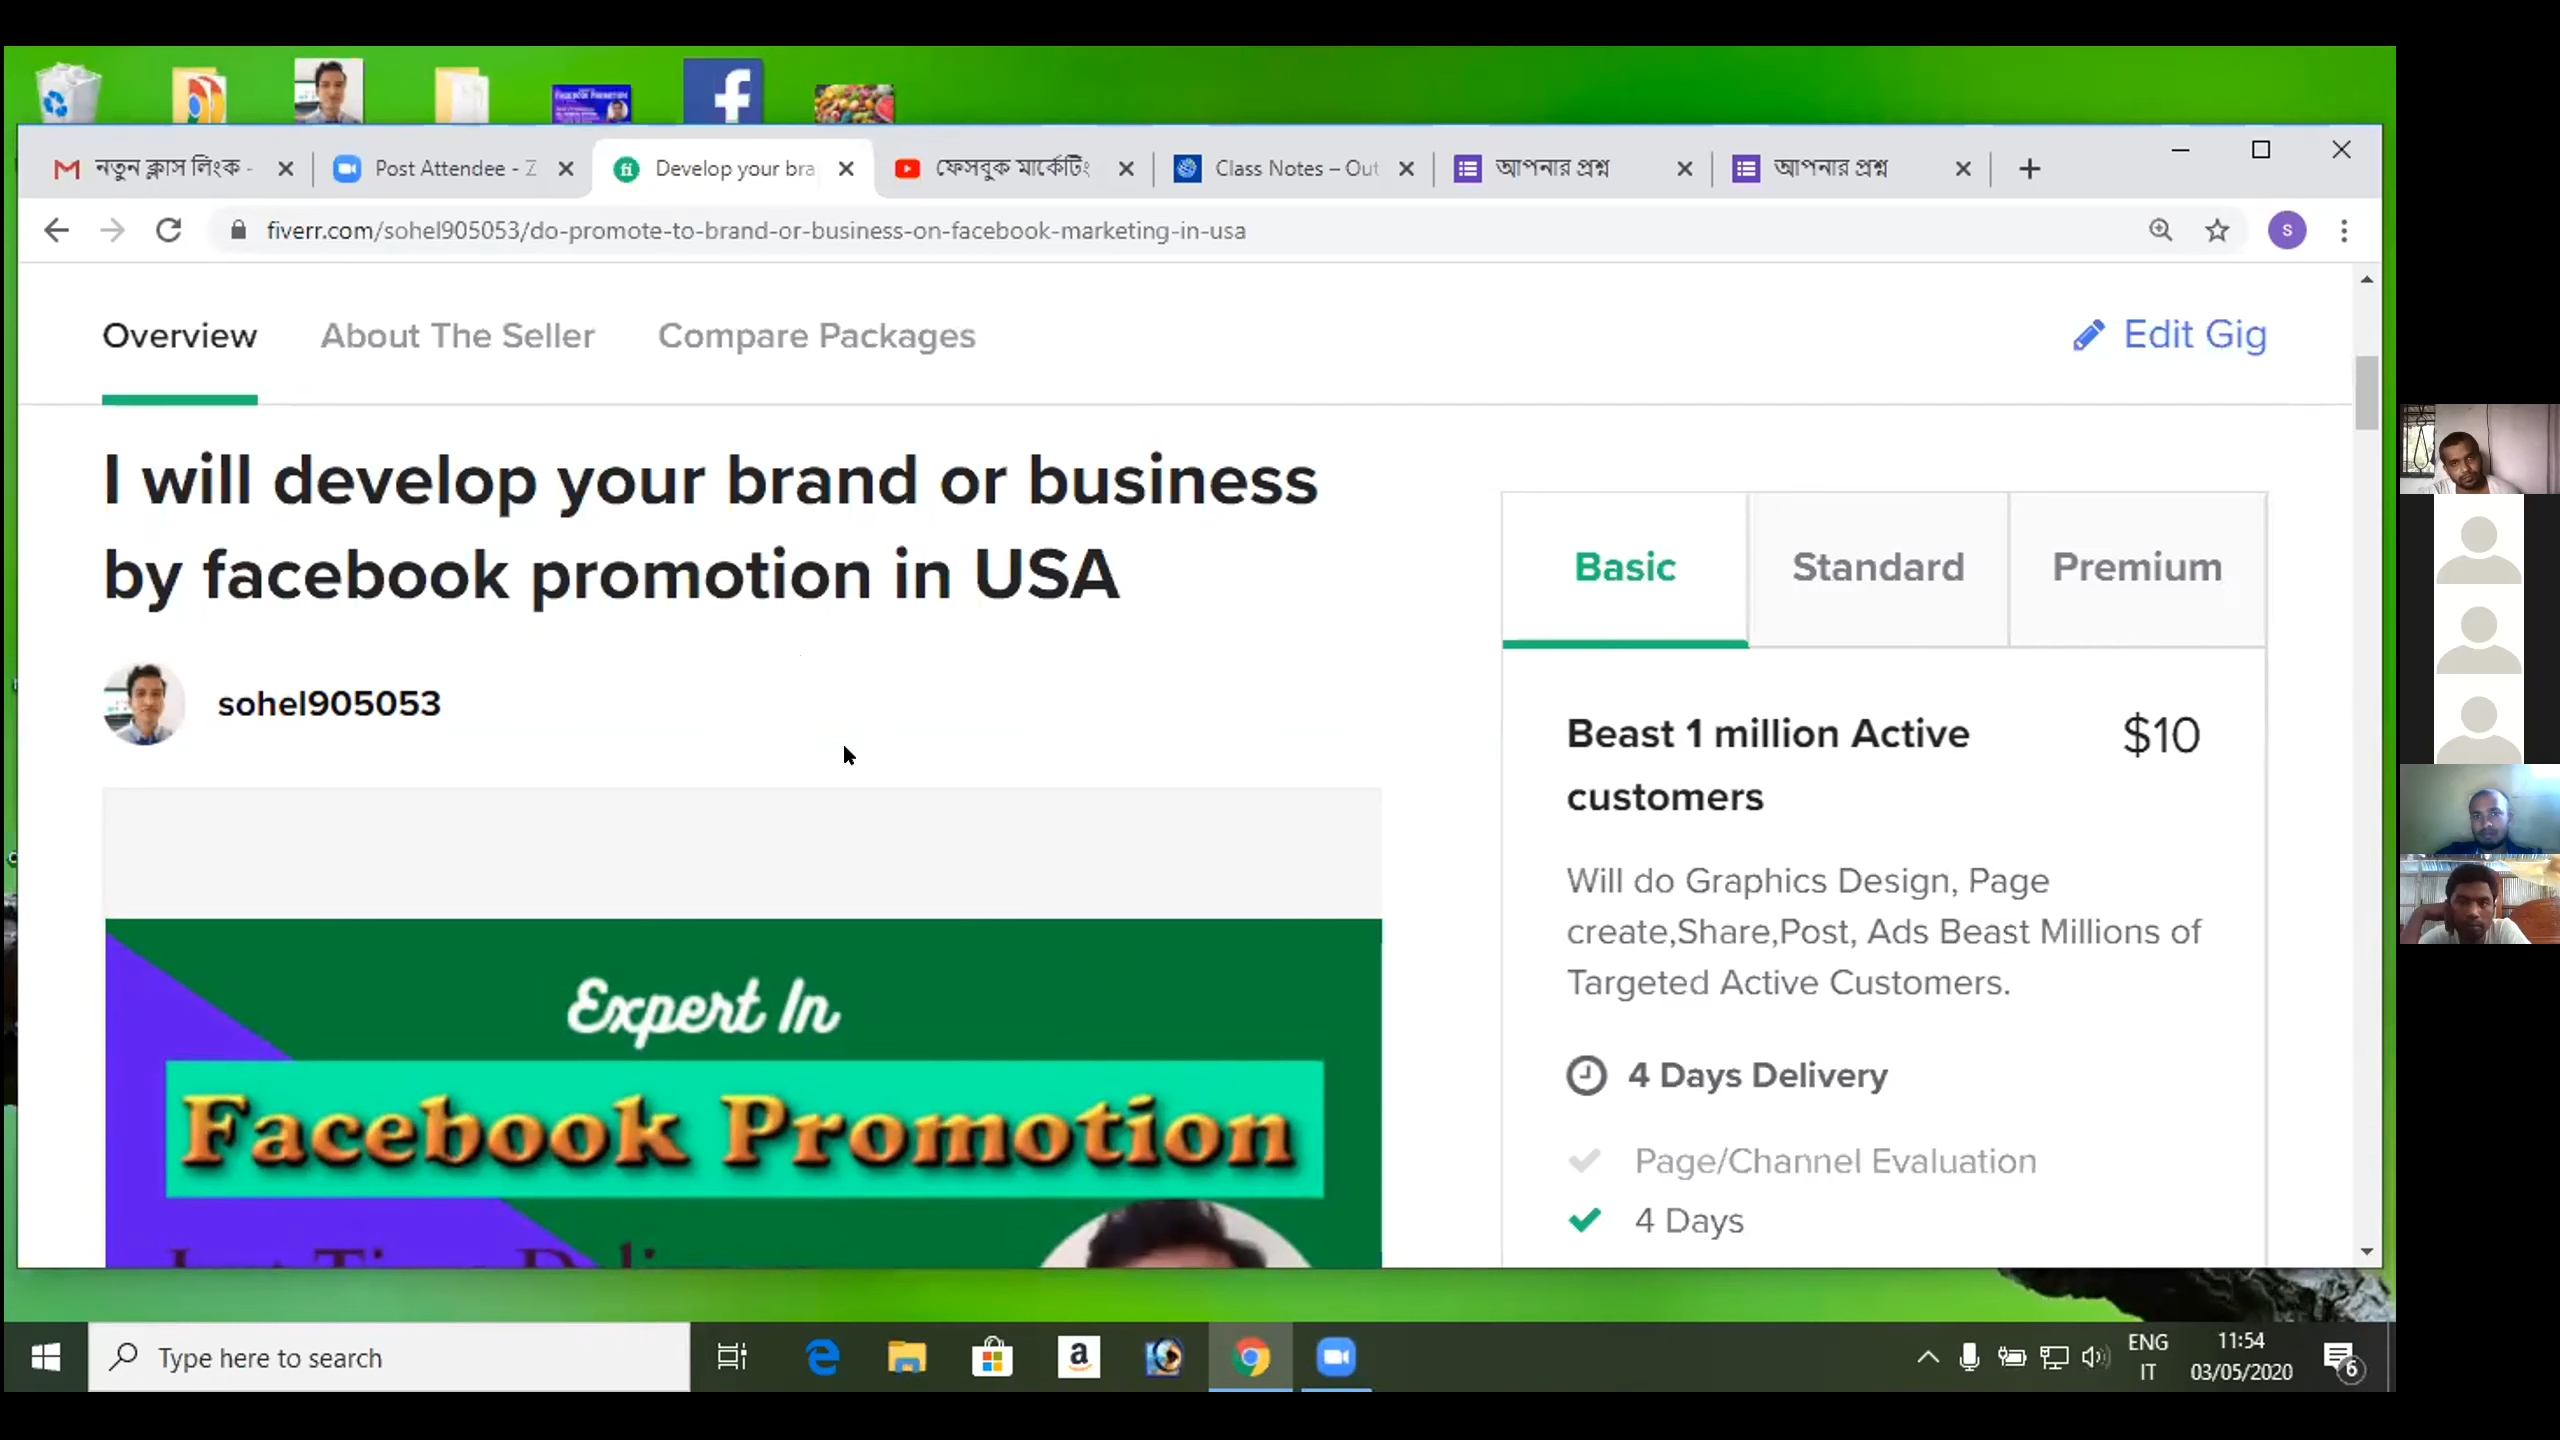 FACEBOOK PROMOTION
নতুন ক্লাস লিংক -
Post Attendee - Z
Develop your bra
ফেসবুক মার্কেটিং
Class Notes – Out
আপনার প্রশ্ন
আপনার প্রশ্ন
fiverr.com/sohel905053/do-promote-to-brand-or-business-on-facebook-marketing-in-usa
S
Overview
About The Seller
Compare Packages
Edit Gig
I will develop your brand or business
by facebook promotion in USA
sohel905053
Expert In
Facebook Promotion
Basic
Standard
Premium
Beast 1 million Active $10
customers
Will do Graphics Design, Page
create,Share,Post, Ads Beast Millions of
Targeted Active Customers.
4 Days Delivery
Page/Channel Evaluation
4 Days
Type here to search
ENG
IT
11:54
03/05/2020
6